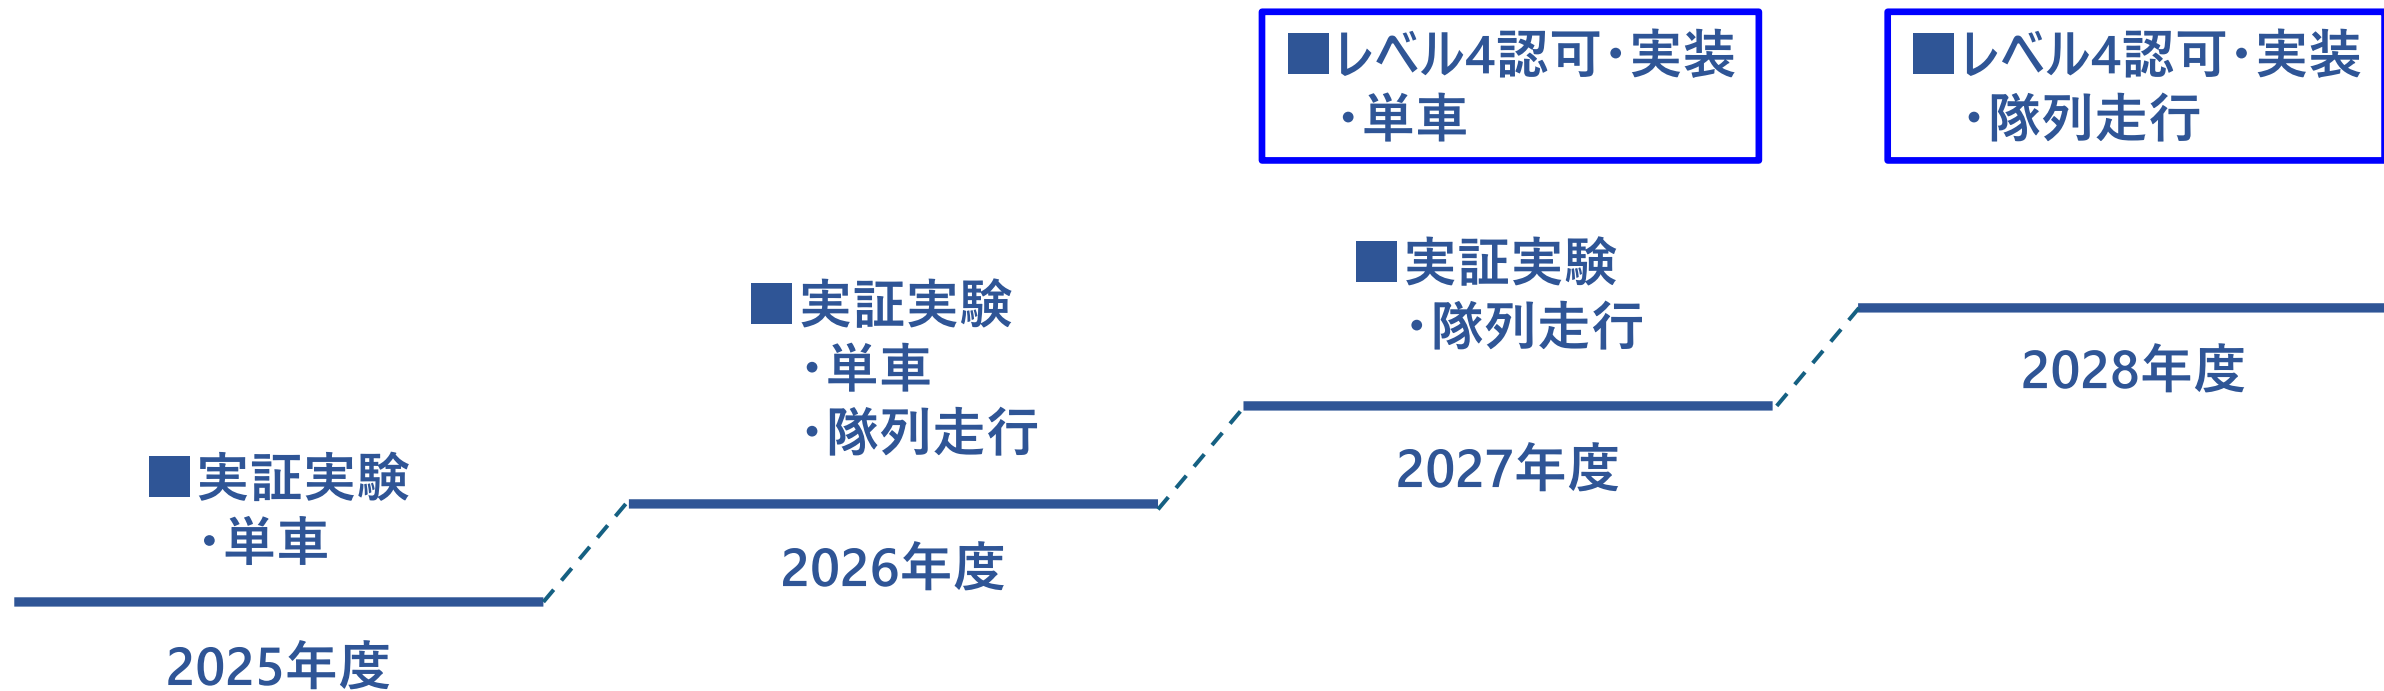 ■実証実験
・単車
2025年度
■実証実験
・単車
・隊列走行
2026年度
■レベル4認可・実装
・単車
■実証実験
・隊列走行
2027年度
■レベル4認可・実装
・隊列走行
2028年度